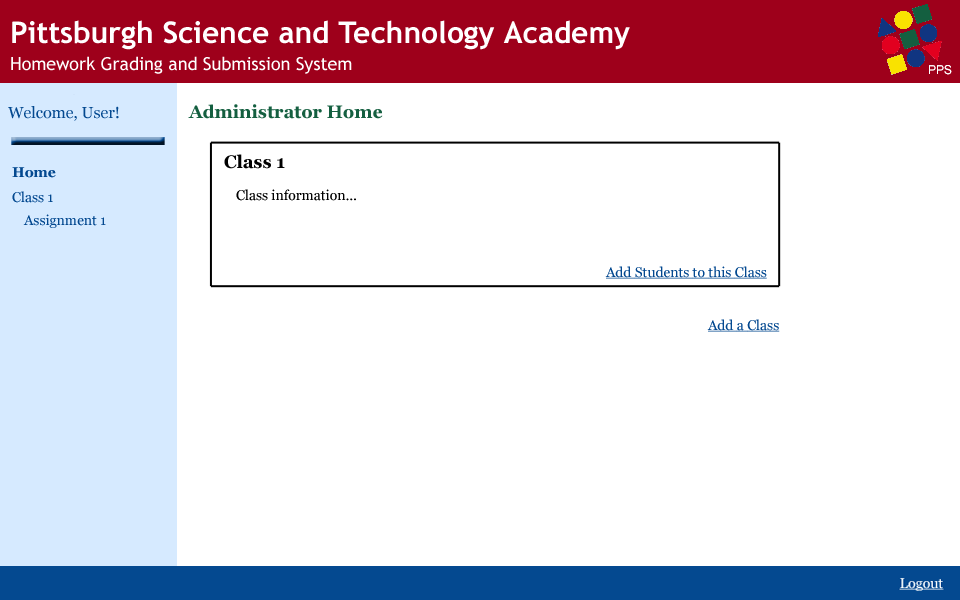 Pittsburgh Science and Technology Academy
Homework Grading and Submission System
PPS
Welcome, User!
Home
Class 1
Assignment 1
Administrator Home
Class 1
Class information...
Add Students to this Class
Add a Class
Logout